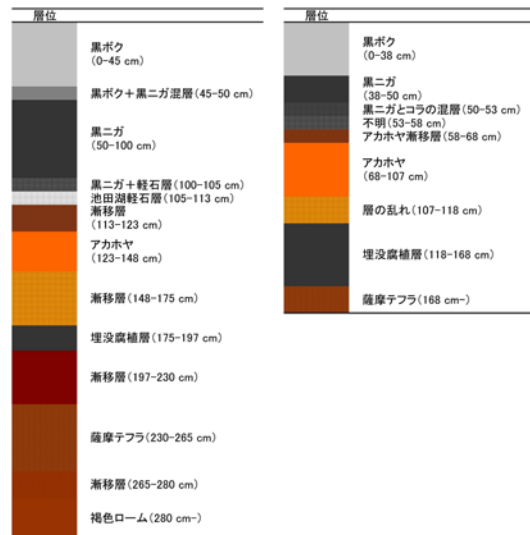 層位
黒ボク
(0-45 cm)
黒ボク＋黒ニガ混層(45-50 cm)
黒ニガ
(50-100 cm)
黒ニガ＋軽石層(100-105 cm)
池田湖軽石層(105-113 cm)
漸移層
(113-123 cm)
アカホヤ
(123-148 cm)
漸移層(148-175 cm)
埋没腐植層(175-197 cm)
漸移層(197-230 cm)
薩摩テフラ(230-265 cm)
漸移層(265-280 cm)
褐色ローム(280 cm-)
層位
黒ボク
(0-38 cm)
黒ニガ
(38-50 cm)
黒ニガとコラの混層(50-53 cm)
不明(53-58 cm)
アカホヤ漸移層(58-68 cm)
アカホヤ
(68-107 cm)
層の乱れ(107-118 cm)
埋没腐植層(118-168 cm)
薩摩テフラ(168 cm-)